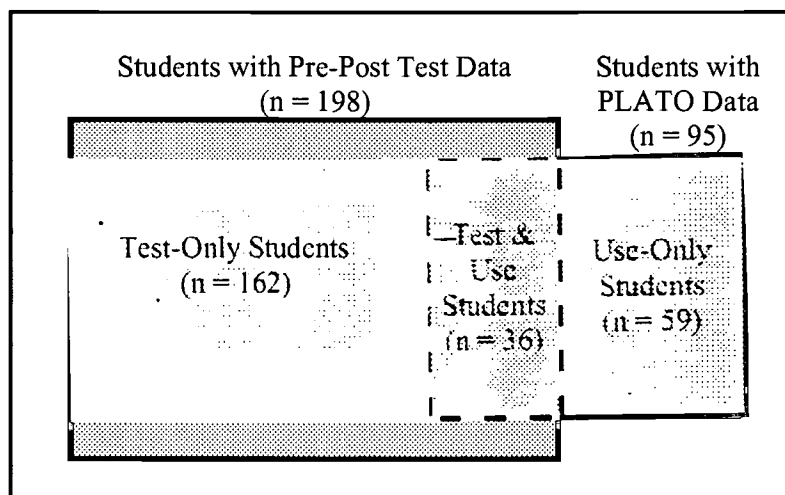 Students with Pre-Post Test Data
(n = 198)
Students with
PLATO Data
(n = 95)
Test-Only Students
(n = 162)
Test &
Use
Students
(n = 36)
Use-Only
Students
(n = 59)